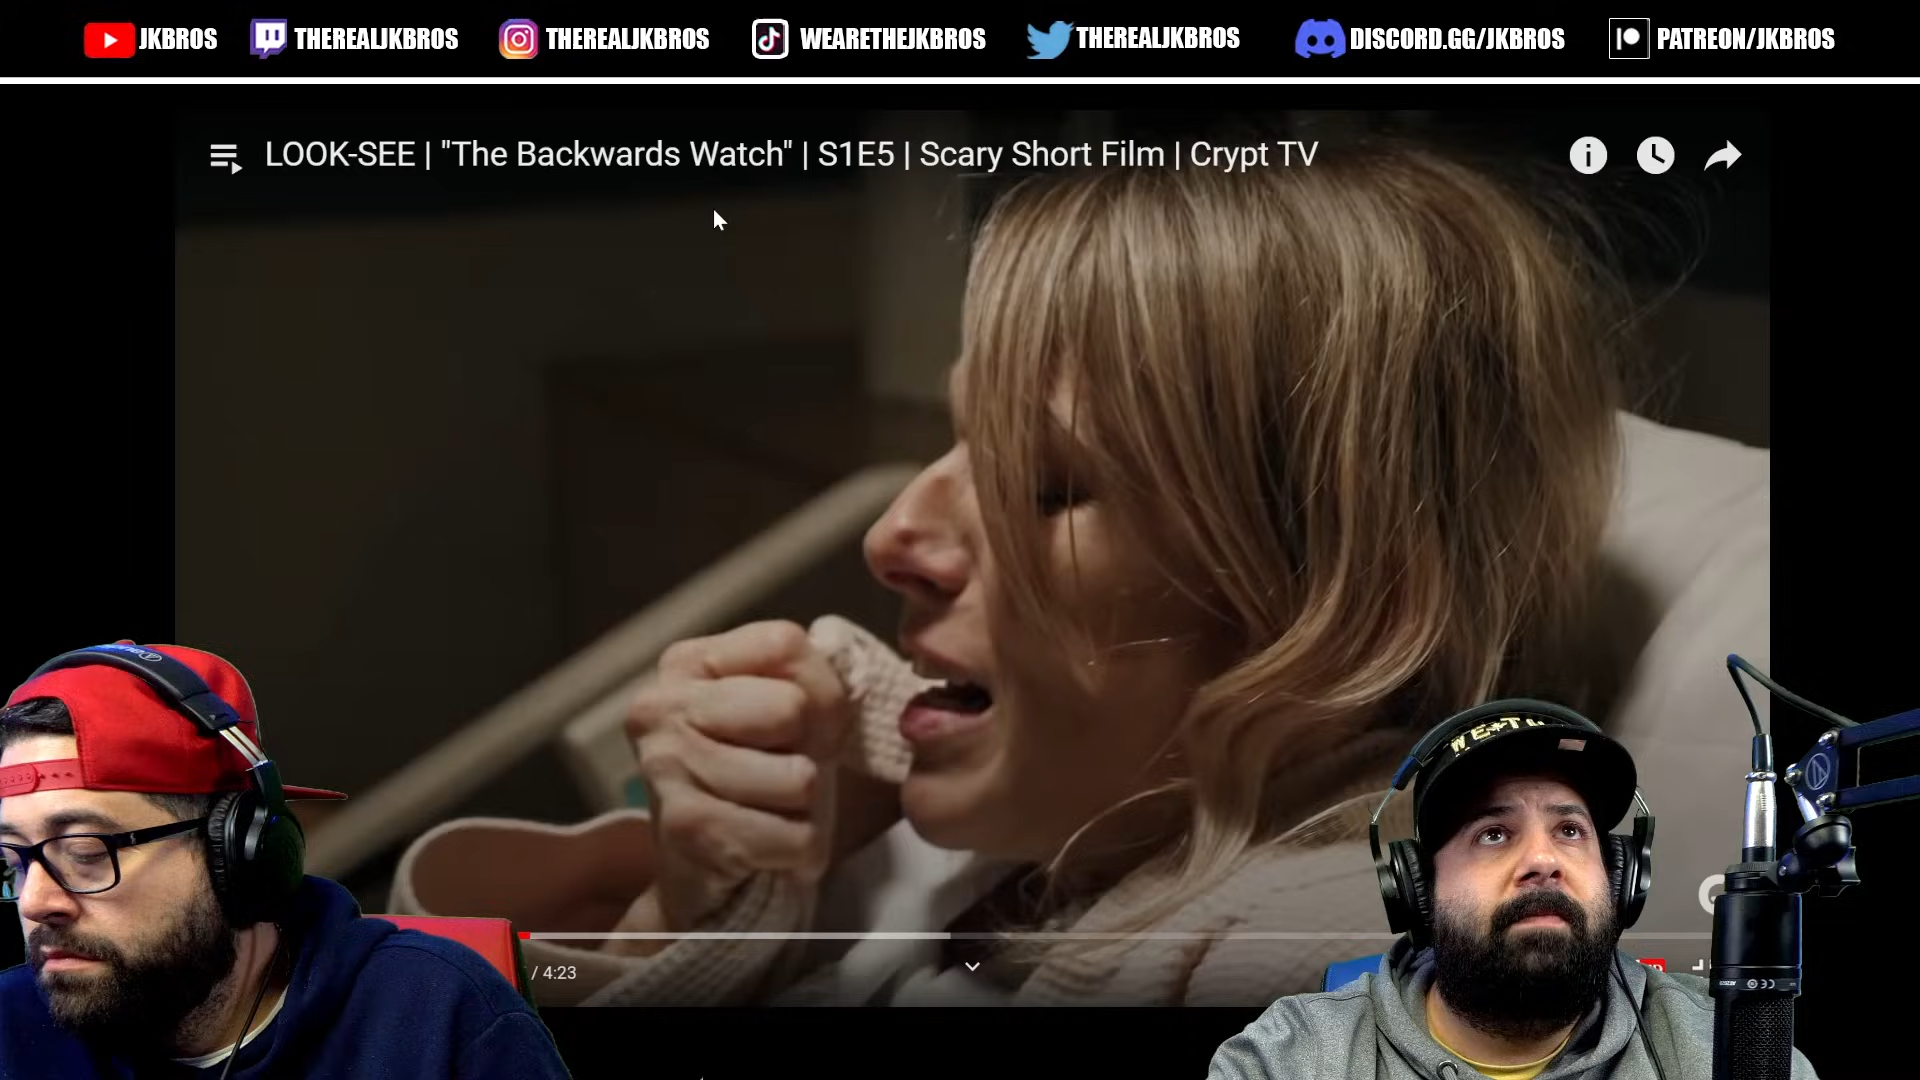 JKBROS THEREALJKBROS THEREALJKBROS WEARETHEJKBROS THEREALJKBROS DISCORD.GG/JKBROS PATREON/JKBROS
LOOK-SEE | "The Backwards Watch" | S1E5 | Scary Short Film | Crypt TV
/ 4:23